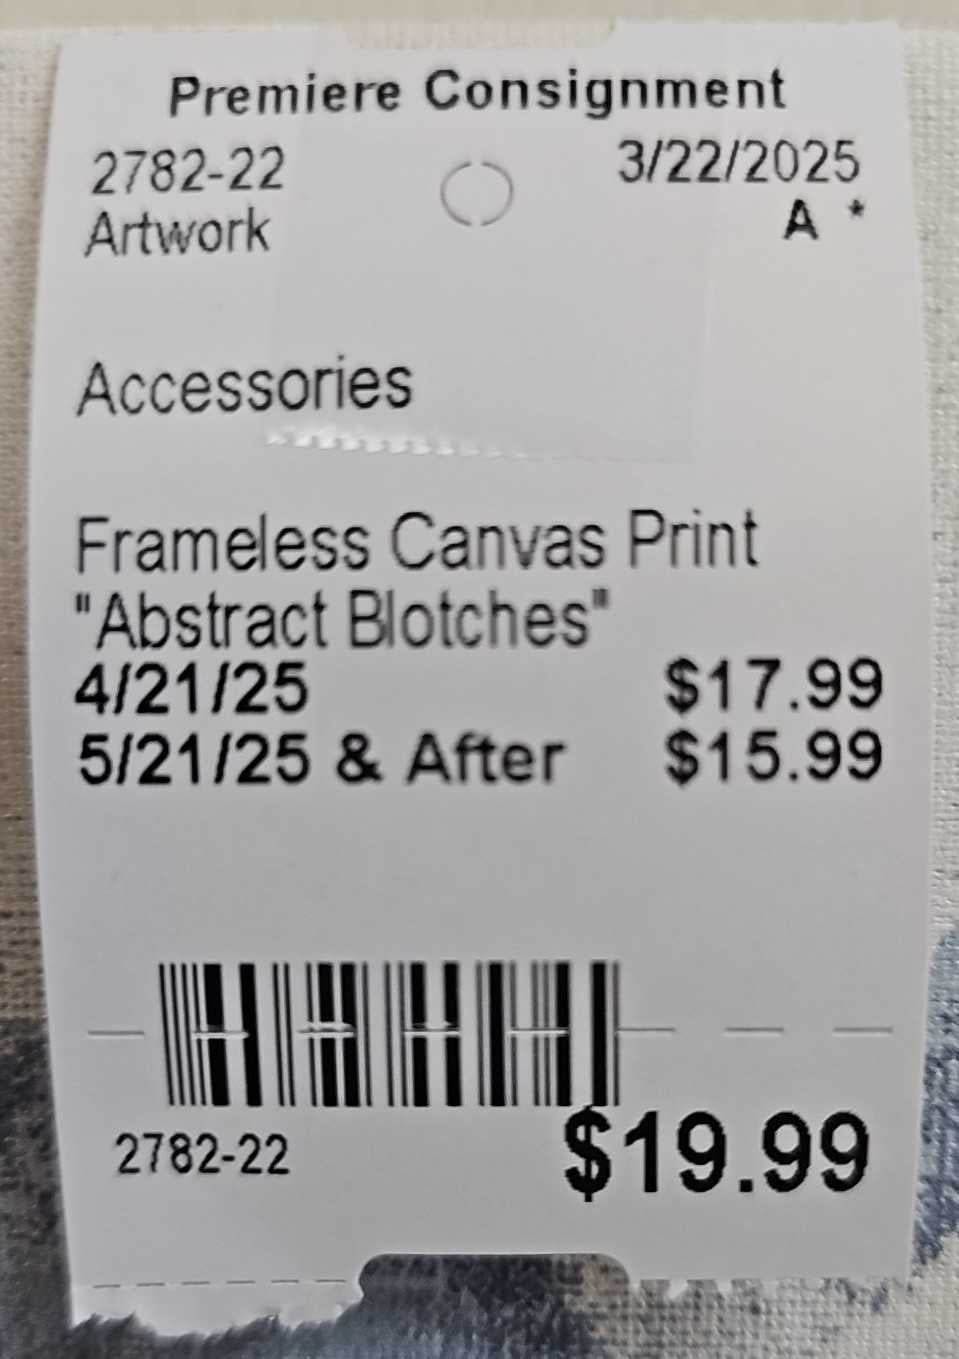 Premiere Consignment
2782-22 3/22/2025
Artwork A *
Accessories
Frameless Canvas Print
"Abstract Blotches"
4/21/25 $17.99
5/21/25 & After $15.99
2782-22 $19.99